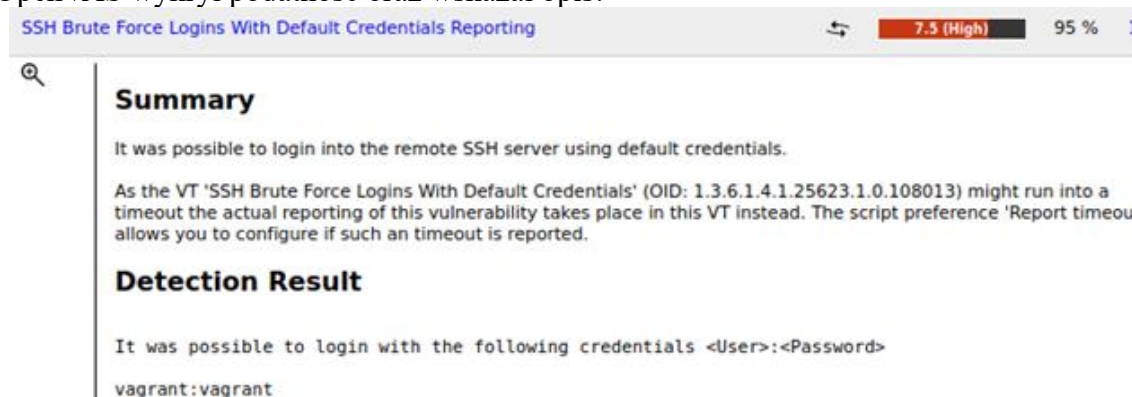 SSH Brute Force Logins With Default Credentials Reporting 7.5 (High) 95 %
Summary
It was possible to login into the remote SSH server using default credentials.
As the VT 'SSH Brute Force Logins With Default Credentials' (OID: 1.3.6.1.4.1.25623.1.0.108013) might run into a
timeout the actual reporting of this vulnerability takes place in this VT instead. The script preference 'Report timeou
allows you to configure if such an timeout is reported.
Detection Result
It was possible to login with the following credentials <User>:<Password>
vagrant:vagrant